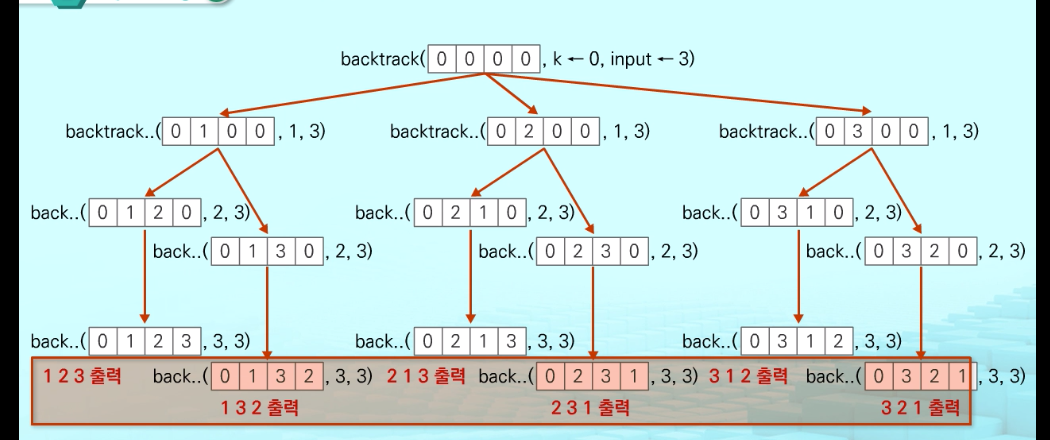 backtrack( 0 0 0 0 , k ← 0, input ← 3)
backtrack..( 0 1 0 0 , 1, 3) backtrack..( 0 2 0 0 , 1, 3) backtrack..( 0 3 0 0 , 1, 3)
back..( 0 1 2 0 , 2, 3) back..( 0 2 1 0 , 2, 3) back..( 0 3 1 0 , 2, 3)
back..( 0 1 3 0 , 2, 3) back..( 0 2 3 0 , 2, 3) back..( 0 3 2 0 , 2, 3)
back..( 0 1 2 3 , 3, 3) back..( 0 2 1 3 , 3, 3) back..( 0 3 1 2 , 3, 3)
1 2 3 출력 back..( 0 1 3 2 , 3, 3) 2 1 3 출력 back..( 0 2 3 1 , 3, 3) 3 1 2 출력 back..( 0 3 2 1 , 3, 3)
1 3 2 출력 2 3 1 출력 3 2 1 출력